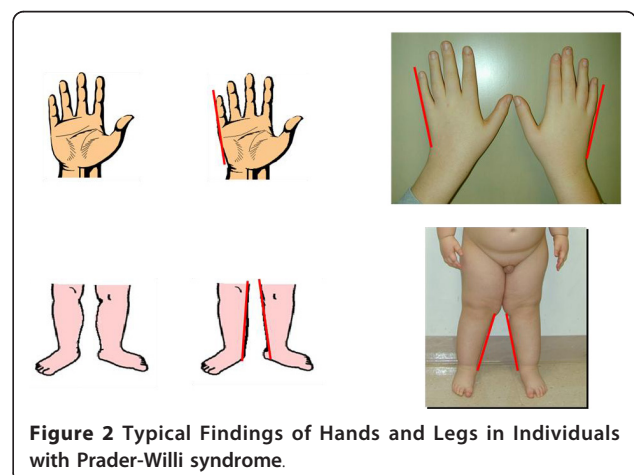 Figure 2 Typical Findings of Hands and Legs in Individuals
with Prader-Willi syndrome.